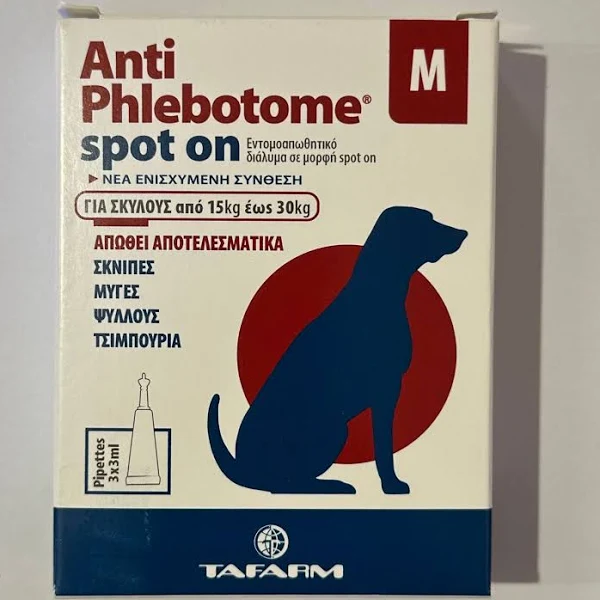 Anti
M
Phlebotome®
spot on
Εντομοαπωθητικό
διάλυμα σε μορφή spot on
ΝΕΑ ΕΝΙΣΧΥΜΕΝΗ ΣΥΝΘΕΣΗ
ΓΙΑ ΣΚΥΛΟΥΣ από 15kg έως 30kg
ΑΠΩΘΕΙ ΑΠΟΤΕΛΕΣΜΑΤΙΚΑ
ΣΚΝΙΠΕΣ
ΜΥΓΕΣ
ΨΥΛΛΟΥΣ
ΤΣΙΜΠΟΥΡΙΑ
Pipettes
3x3ml
TAFARM